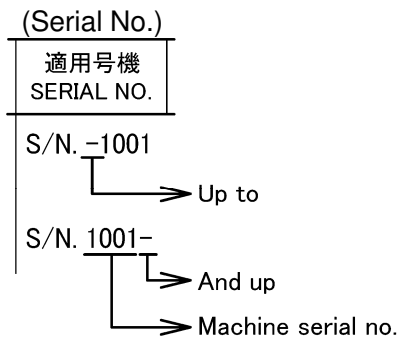 (Serial No.)
適用号機
SERIAL NO.
S/N. -1001
Up to
S/N. 1001-
And up
Machine serial no.